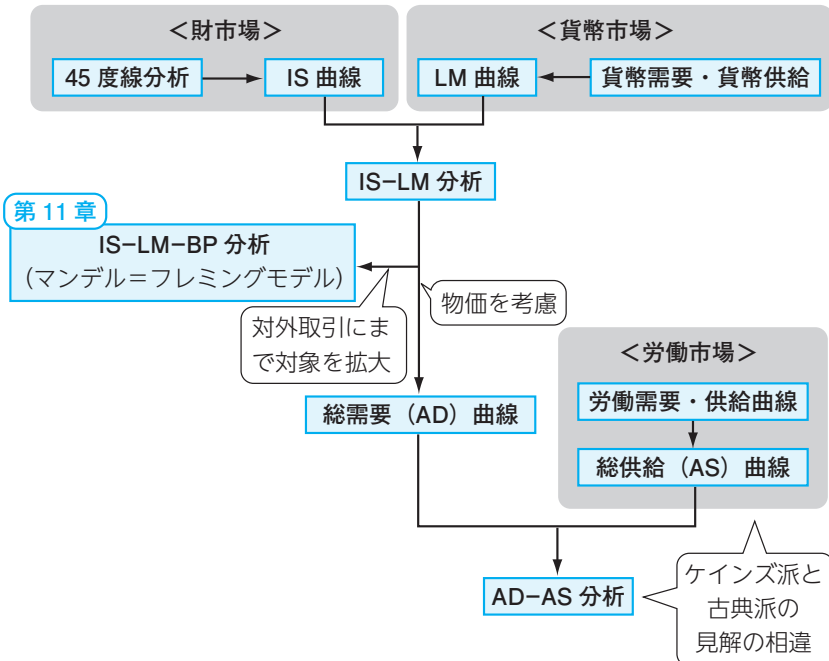 ＜財市場＞
45 度線分析
IS 曲線
＜貨幣市場＞
LM 曲線
貨幣需要・貨幣供給
IS−LM 分析
第 11 章
IS−LM−BP 分析
（マンデル＝フレミングモデル）
対外取引にま
で対象を拡大
物価を考慮
＜労働市場＞
労働需要・供給曲線
総需要（AD）曲線
総供給（AS）曲線
AD−AS 分析
ケインズ派と
古典派の
見解の相違